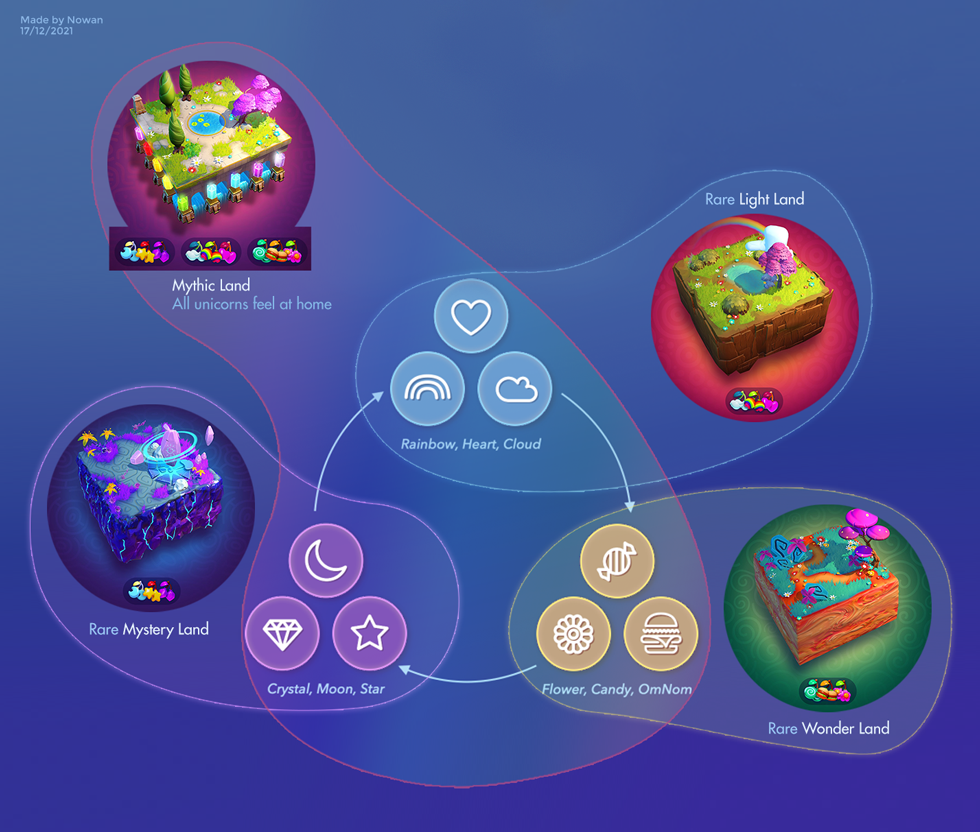 Made by Nowan
17/12/2021
Mythic Land
All unicorns feel at home
Rare Light Land
Rainbow, Heart, Cloud
Rare Mystery Land
Crystal, Moon, Star
Flower, Candy, OmNom
Rare Wonder Land